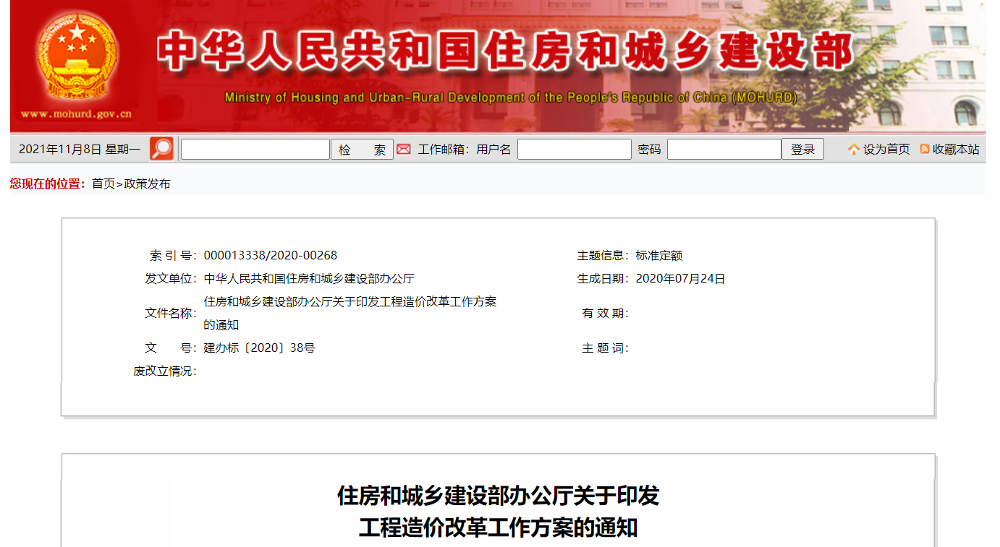 中华人民共和国住房和城乡建设部
Ministry of Housing and Urban-Rural Development of the People's Republic of China (MOHURD)
www.mohurd.gov.cn
2021年11月8日 星期一 检 索 工作邮箱：用户名 密码 登录 设为首页 收藏本站
您现在的位置：首页>政策发布
索 引 号：000013338/2020-00268 主题信息：标准定额
发文单位：中华人民共和国住房和城乡建设部办公厅 生成日期：2020年07月24日
文件名称：住房和城乡建设部办公厅关于印发工程造价改革工作方案
的通知
有 效 期：
文 号：建办标〔2020〕38号 主 题 词：
废改立情况：
住房和城乡建设部办公厅关于印发
工程造价改革工作方案的通知